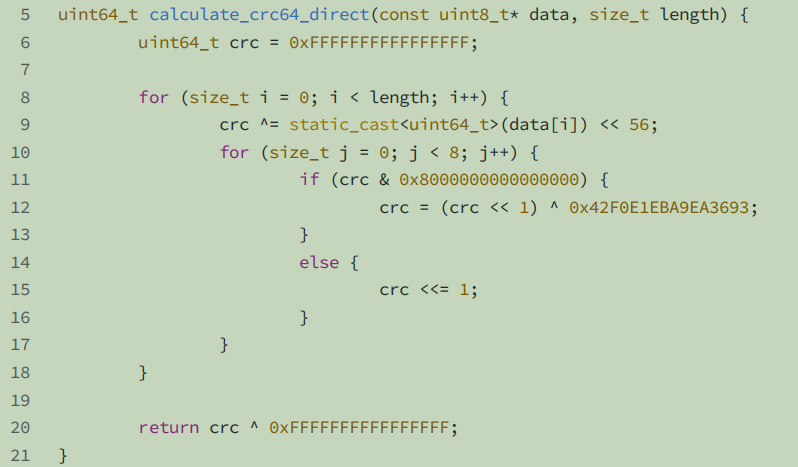 5 uint64_t calculate_crc64_direct(const uint8_t* data, size_t length) {
6 uint64_t crc = 0xFFFFFFFFFFFFFFFF;
7
8 for (size_t i = 0; i < length; i++) {
9 crc ^= static_cast<uint64_t>(data[i]) << 56;
10 for (size_t j = 0; j < 8; j++) {
11 if (crc & 0x8000000000000000) {
12 crc = (crc << 1) ^ 0x42F0E1EBA9EA3693;
13 }
14 else {
15 crc <<= 1;
16 }
17 }
18 }
19
20 return crc ^ 0xFFFFFFFFFFFFFFFF;
21 }